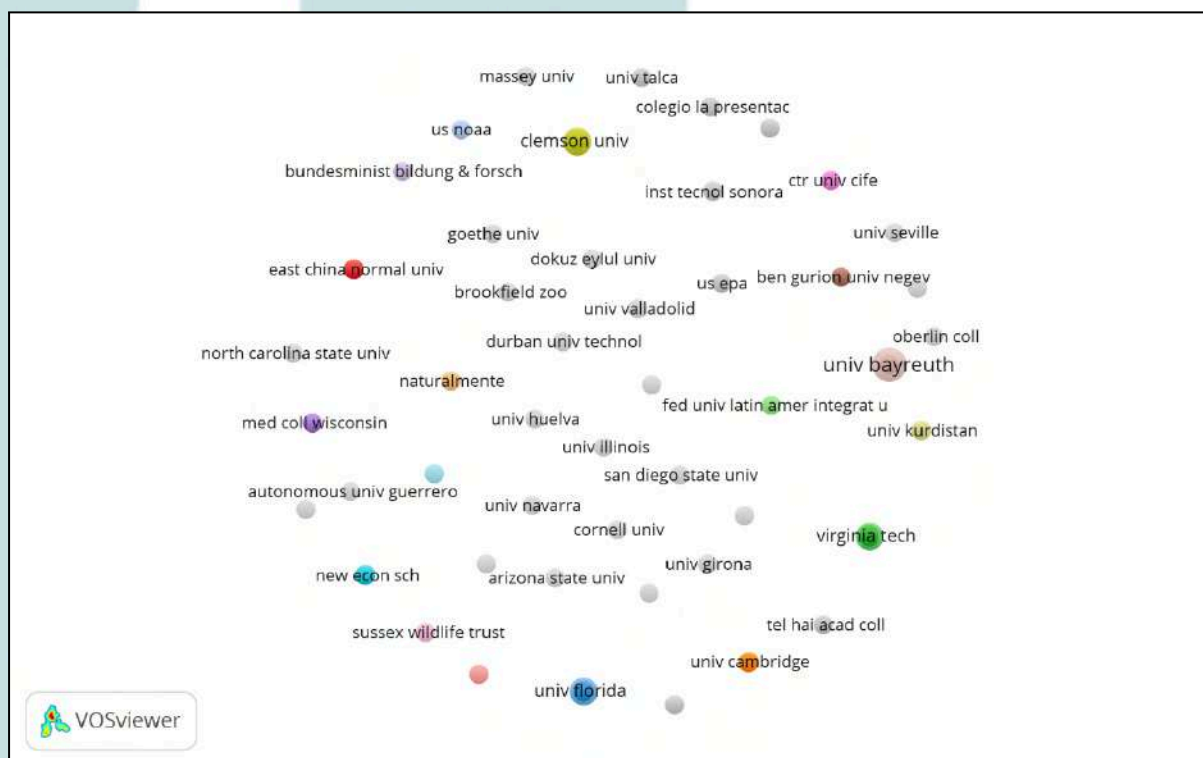 massey univ
univ talca
colegio la presentac
us noaa
clemson univ
bundesminist bildung & forsch
ctr univ cife
inst tecnol sonora
goethe univ
univ seville
dokuz eylul univ
east china normal univ
us epa
ben gurion univ negev
brookfield zoo
univ valladolid
oberlin coll
durban univ technol
north carolina state univ
univ bayreuth
naturalmente
fed univ latin amer integrat u
med coll wisconsin
univ huelva
univ kurdistan
univ illinois
san diego state univ
autonomous univ guerrero
univ navarra
cornell univ
virginia tech
univ girona
new econ sch
arizona state univ
tel hai acad coll
sussex wildlife trust
univ cambridge
univ florida
VOSviewer